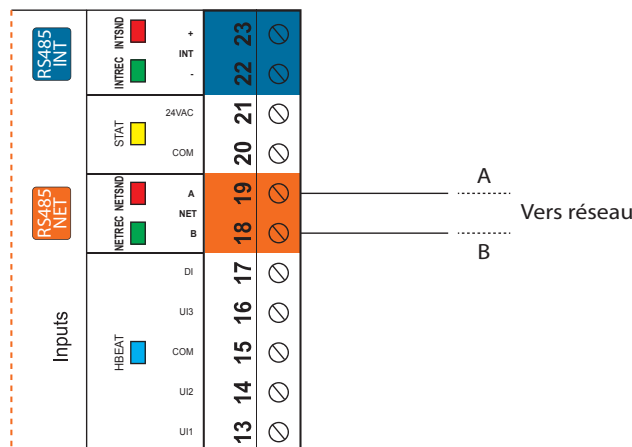 RS485
INT
INTREC INTSND
+
INT
-
23
22
STAT
24VAC
COM
21
20
RS485
NET
NETREC NETSND
A
NET
B
19
18
A
Vers réseau
B
Inputs
HBEAT
DI
UI3
COM
UI2
UI1
17
16
15
14
13